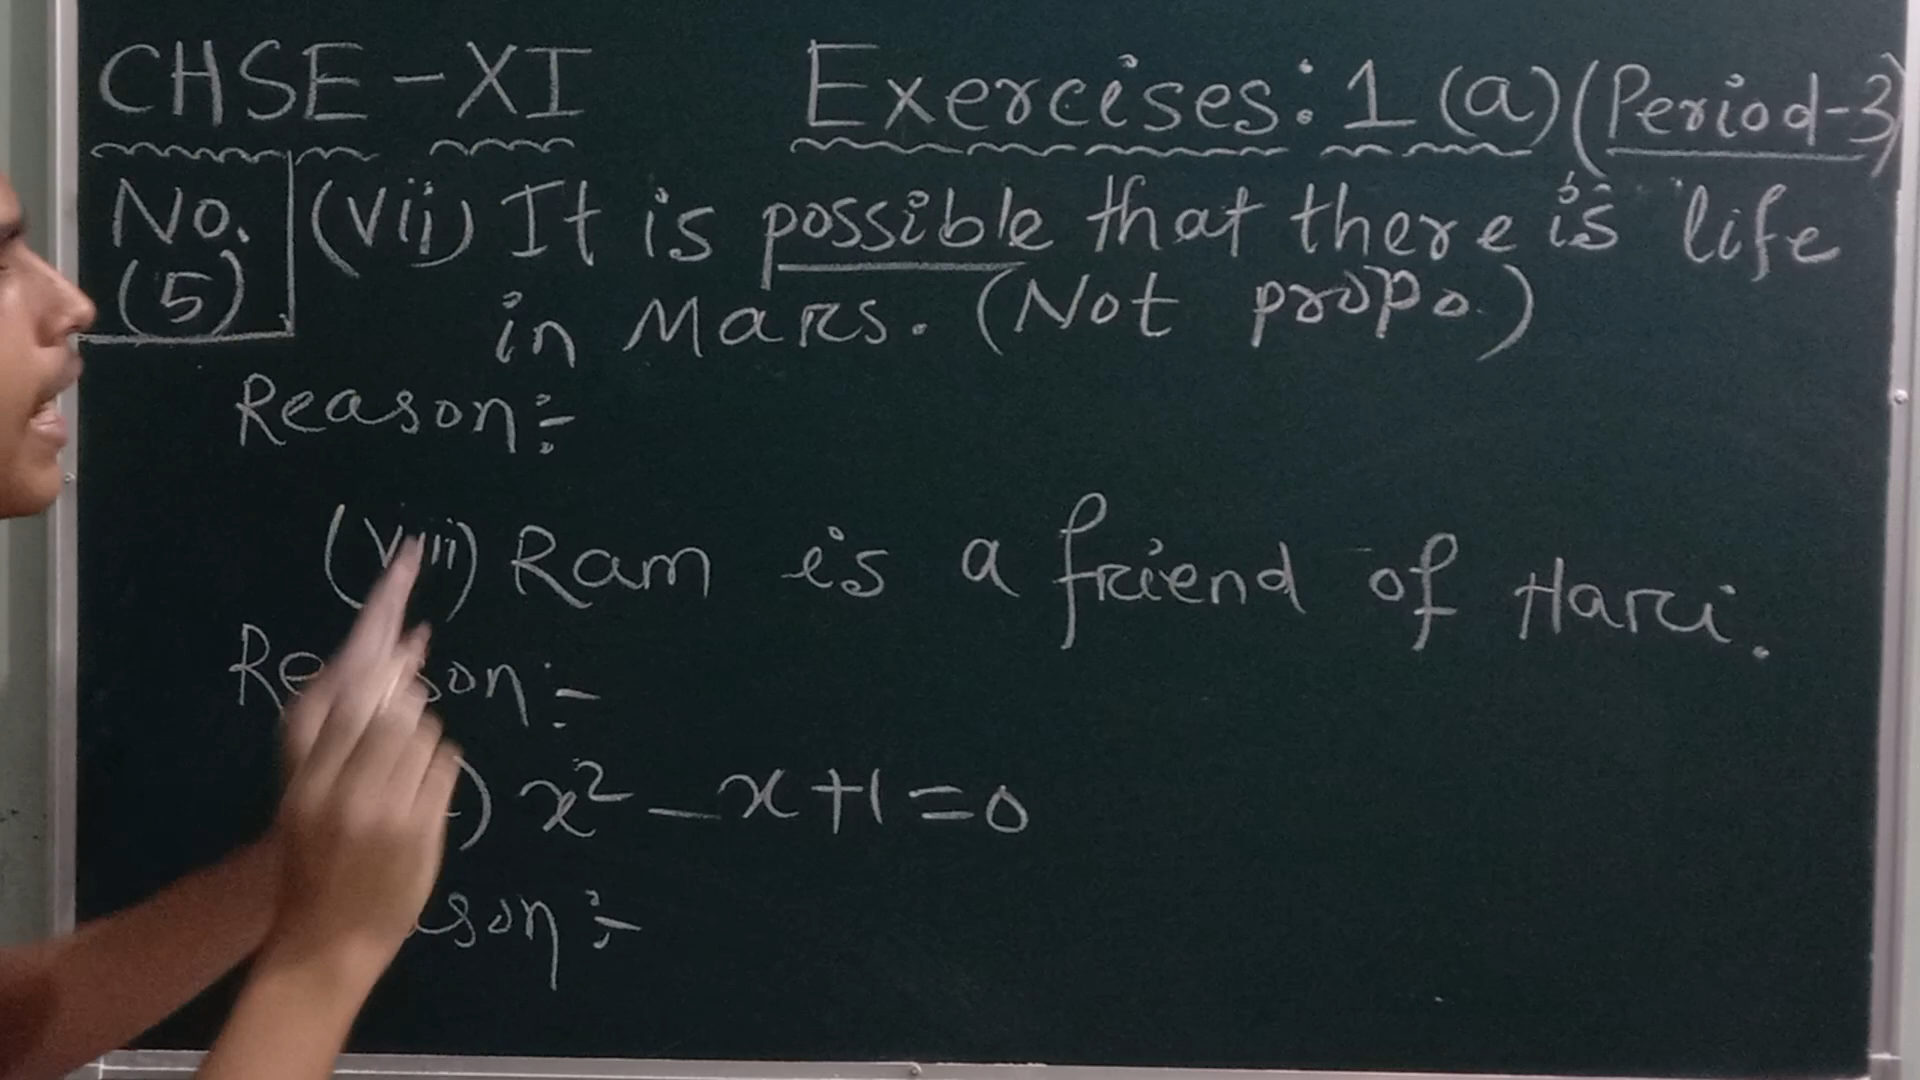 CHSE-XI Exercises: 1 (a) (Period-3)
No. (5) (vii) It is possible that there is life
in Mars. (Not propo.)
Reason:-
(viii) Ram is a friend of Hari.
Reason:-
) x² - x + 1 = 0
ason:-